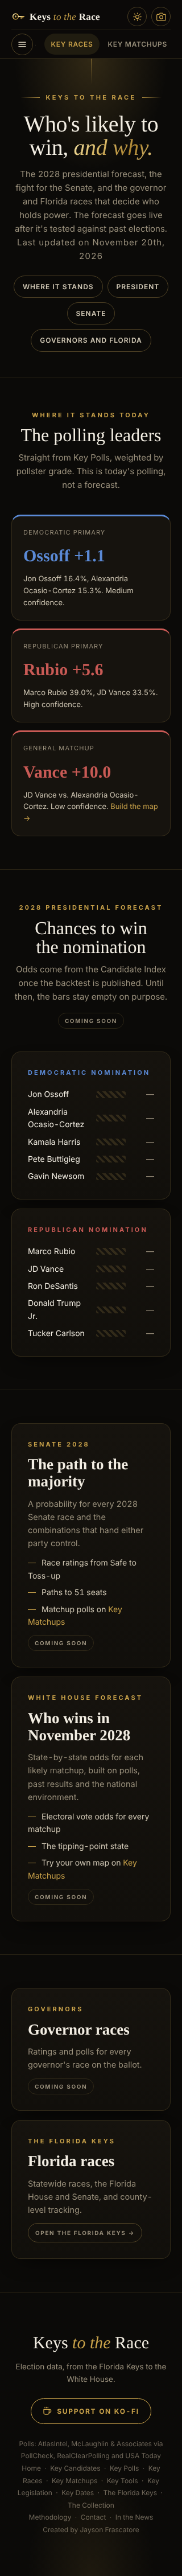 Keys to the Race
KEY RACES KEY MATCHUPS
KEYS TO THE RACE
Who's likely to
win, and why.
The 2028 presidential forecast, the
fight for the Senate, and the governor
and Florida races that decide who
holds power. The forecast goes live
after it's tested against past elections.
Last updated on November 20th,
2026
WHERE IT STANDS PRESIDENT
SENATE
GOVERNORS AND FLORIDA
WHERE IT STANDS TODAY
The polling leaders
Straight from Key Polls, weighted by
pollster grade. This is today's polling,
not a forecast.
DEMOCRATIC PRIMARY
Ossoff +1.1
Jon Ossoff 16.4%, Alexandria
Ocasio-Cortez 15.3%. Medium
confidence.
REPUBLICAN PRIMARY
Rubio +5.6
Marco Rubio 39.0%, JD Vance 33.5%.
High confidence.
GENERAL MATCHUP
Vance +10.0
JD Vance vs. Alexandria Ocasio-
Cortez. Low confidence. Build the map
→
2028 PRESIDENTIAL FORECAST
Chances to win
the nomination
Odds come from the Candidate Index
once the backtest is published. Until
then, the bars stay empty on purpose.
COMING SOON
DEMOCRATIC NOMINATION
Jon Ossoff —
Alexandria
Ocasio-Cortez —
Kamala Harris —
Pete Buttigieg —
Gavin Newsom —
REPUBLICAN NOMINATION
Marco Rubio —
JD Vance —
Ron DeSantis —
Donald Trump
Jr. —
Tucker Carlson —
SENATE 2028
The path to the
majority
A probability for every 2028
Senate race and the
combinations that hand either
party control.
— Race ratings from Safe to
Toss-up
— Paths to 51 seats
— Matchup polls on Key
Matchups
COMING SOON
WHITE HOUSE FORECAST
Who wins in
November 2028
State-by-state odds for each
likely matchup, built on polls,
past results and the national
environment.
— Electoral vote odds for every
matchup
— The tipping-point state
— Try your own map on Key
Matchups
COMING SOON
GOVERNORS
Governor races
Ratings and polls for every
governor's race on the ballot.
COMING SOON
THE FLORIDA KEYS
Florida races
Statewide races, the Florida
House and Senate, and county-
level tracking.
OPEN THE FLORIDA KEYS →
Keys to the Race
Election data, from the Florida Keys to the
White House.
SUPPORT ON KO-FI
Polls: AtlasIntel, McLaughlin & Associates via
PollCheck, RealClearPolling and USA Today
Home · Key Candidates · Key Polls · Key
Races · Key Matchups · Key Tools · Key
Legislation · Key Dates · The Florida Keys ·
The Collection
Methodology · Contact · In the News
Created by Jayson Frascatore